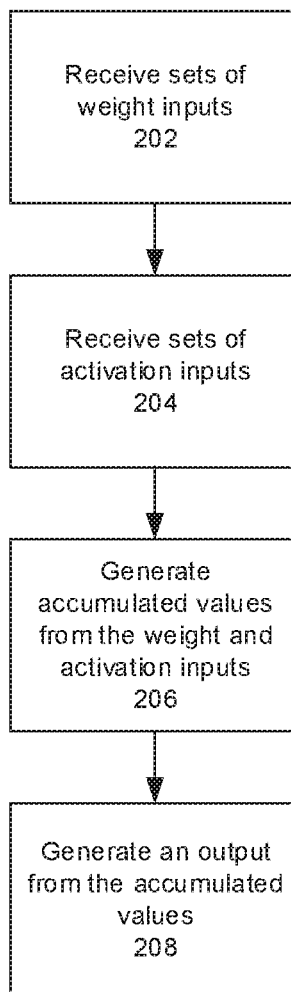 Receive sets of
weight inputs
202
Receive sets of
activation inputs
204
Generate
accumulated values
from the weight and
activation inputs
206
Generate an output
from the accumulated
values
208